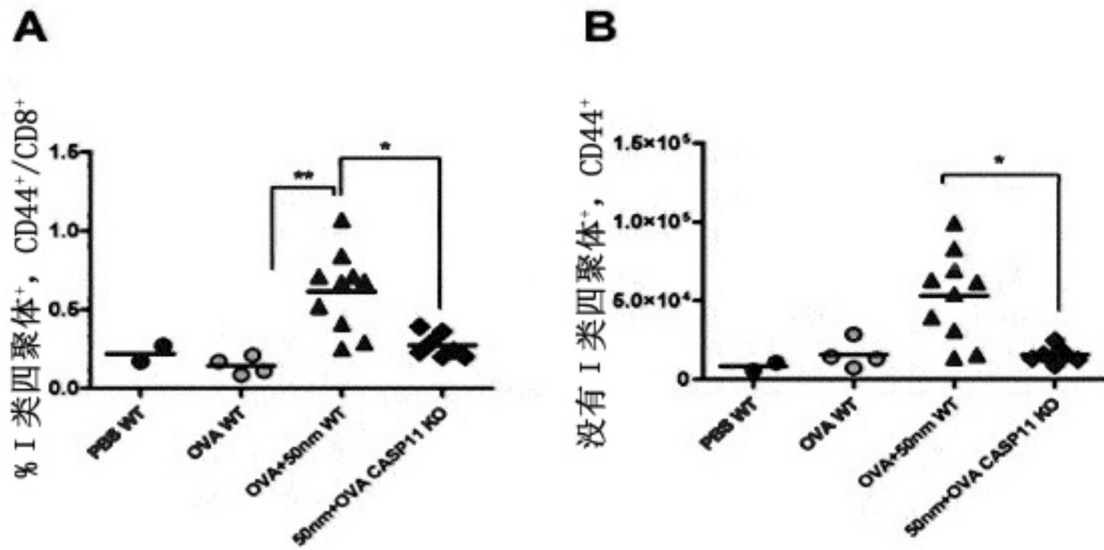 A
% I 类四聚体⁺, CD44⁺/CD8⁺
1.5
1.0
0.5
0.0
**
*
PBS WT
OVA WT
OVA+50nm WT
50nm+OVA CASP11 KO
B
没有 I 类四聚体⁺, CD44⁺
1.5×10⁵
1.0×10⁵
5.0×10⁴
0
*
PBS WT
OVA WT
OVA+50nm WT
50nm+OVA CASP11 KO